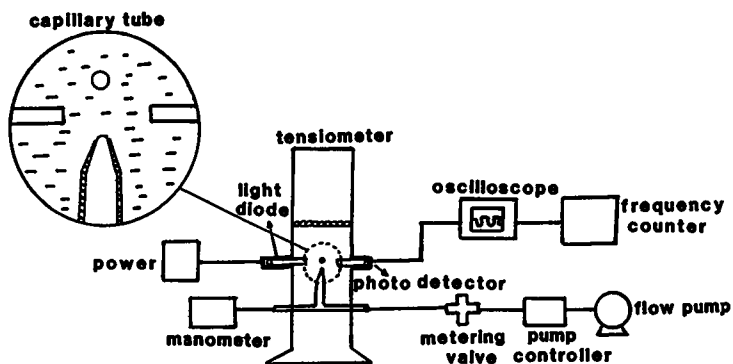 capillary tube
tensiometer
light
diode
oscilloscope
frequency
counter
power
photo detector
manometer
metering
valve
pump
controller
flow pump